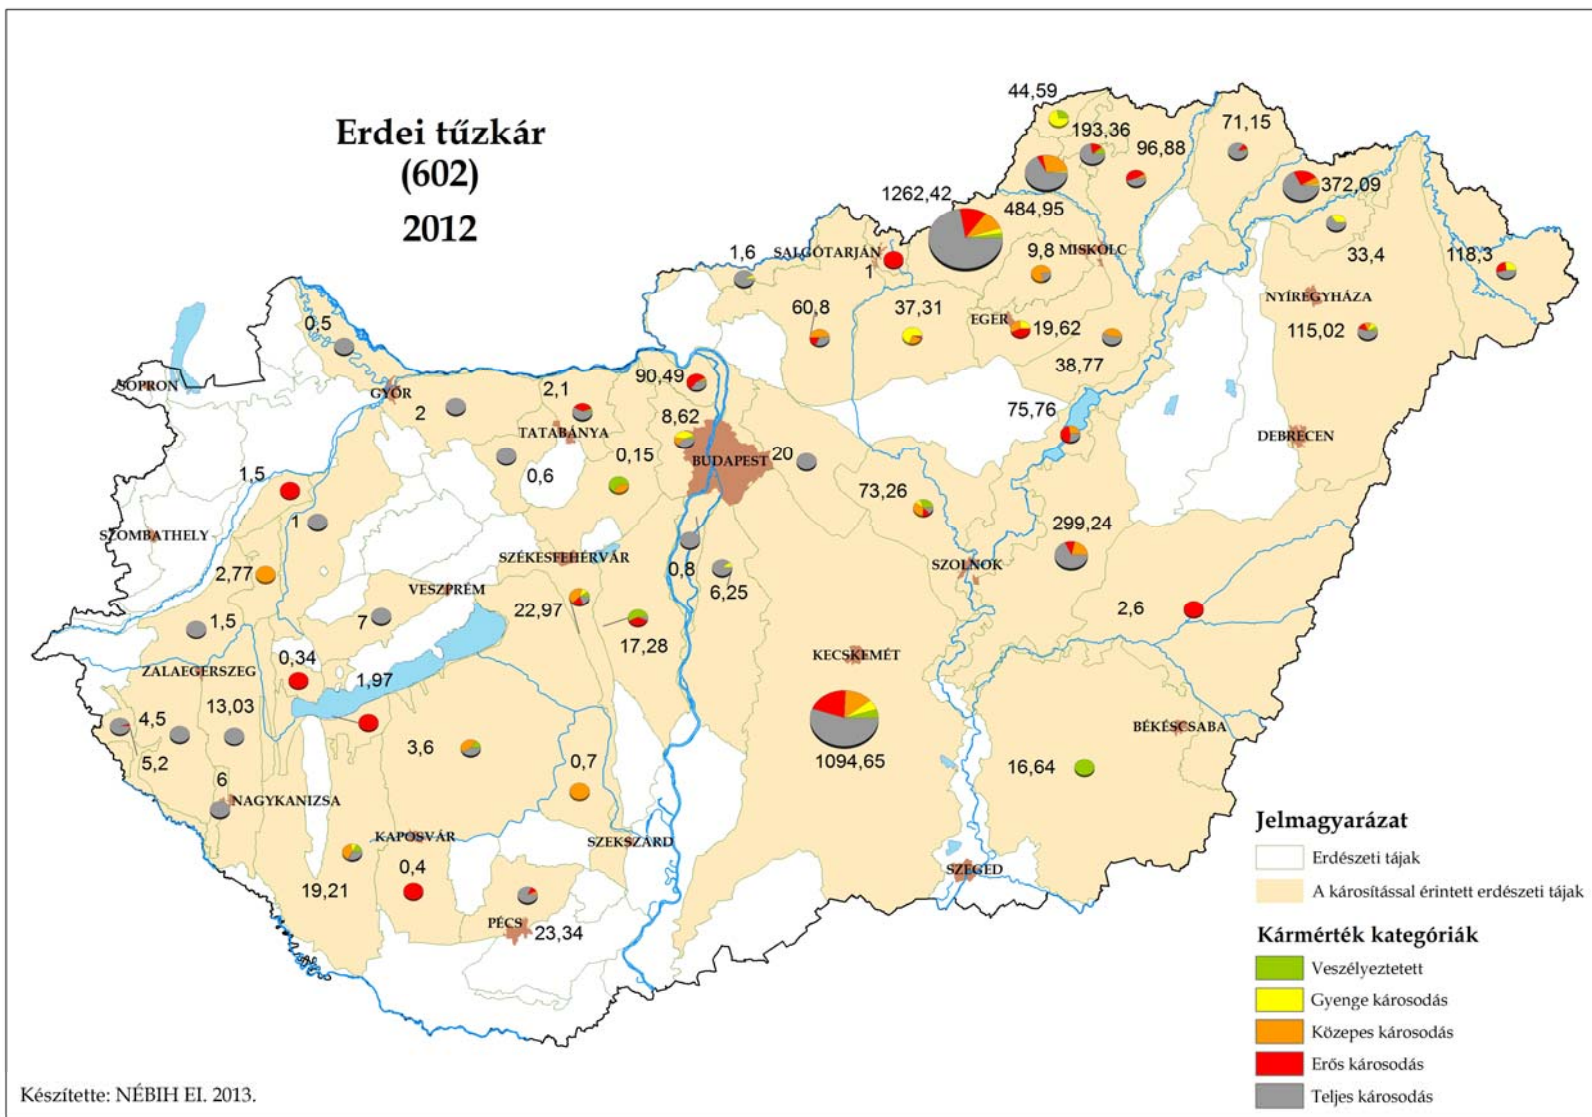 Erdei tűzkár
(602)
2012
44,59
193,36
96,88
71,15
372,09
1262,42
484,95
1,6
SALGÓTARJÁN
1
9,8
MISKOLC
33,4
118,3
NYÍREGYHÁZA
60,8
37,31
EGER
19,62
38,77
115,02
0,5
SOPRON
GYŐR
2
2,1
TATABÁNYA
90,49
8,62
BUDAPEST
20
75,76
DEBRECEN
0,6
0,15
1,5
73,26
SZOMBATHELY
1
299,24
SZÉKESFEHÉRVÁR
0,8
6,25
SZOLNOK
2,77
VESZPRÉM
22,97
17,28
2,6
1,5
7
ZALAEGERSZEG
0,34
1,97
KECSKEMÉT
4,5
13,03
5,2
6
NAGYKANIZSA
3,6
0,7
1094,65
BÉKÉSCSABA
16,64
KAPOSVÁR
SZEKSZÁRD
0,4
19,21
PÉCS
23,34
SZEGED
Jelmagyarázat
Erdészeti tájak
A károsítással érintett erdészeti tájak
Kármérték kategóriák
Veszélyeztetett
Gyenge károsodás
Közepes károsodás
Erős károsodás
Teljes károsodás
Készítette: NÉBIH EI. 2013.